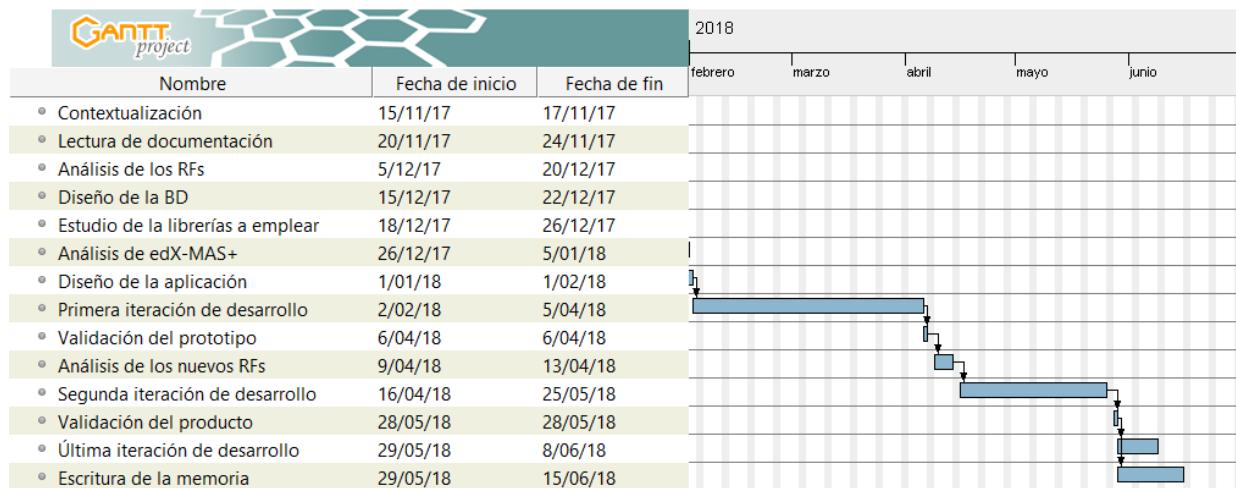 GANTT
project
2018
febrero marzo abril mayo junio
Nombre Fecha de inicio Fecha de fin
Contextualización 15/11/17 17/11/17
Lectura de documentación 20/11/17 24/11/17
Análisis de los RFs 5/12/17 20/12/17
Diseño de la BD 15/12/17 22/12/17
Estudio de la librerías a emplear 18/12/17 26/12/17
Análisis de edX-MAS+ 26/12/17 5/01/18
Diseño de la aplicación 1/01/18 1/02/18
Primera iteración de desarrollo 2/02/18 5/04/18
Validación del prototipo 6/04/18 6/04/18
Análisis de los nuevos RFs 9/04/18 13/04/18
Segunda iteración de desarrollo 16/04/18 25/05/18
Validación del producto 28/05/18 28/05/18
Última iteración de desarrollo 29/05/18 8/06/18
Escritura de la memoria 29/05/18 15/06/18